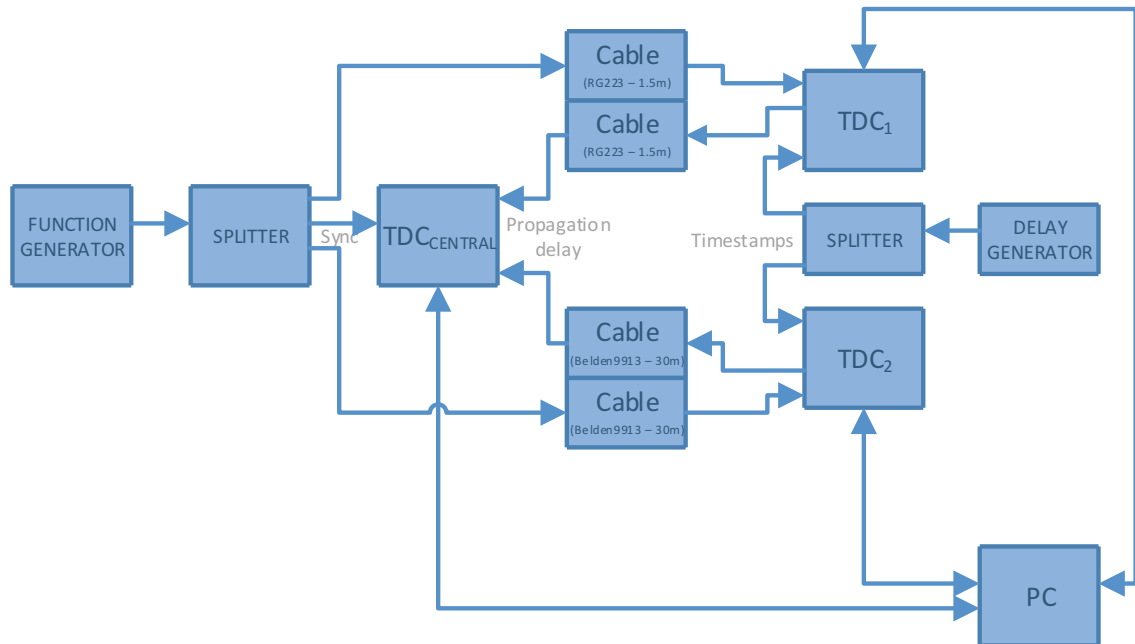 Cable
(RG223 – 1.5m)
Cable
(RG223 – 1.5m)
TDC₁
FUNCTION
GENERATOR
SPLITTER
Sync
TDC_CENTRAL
Propagation
delay
Timestamps
SPLITTER
DELAY
GENERATOR
Cable
(Belden9913 – 30m)
Cable
(Belden9913 – 30m)
TDC₂
PC